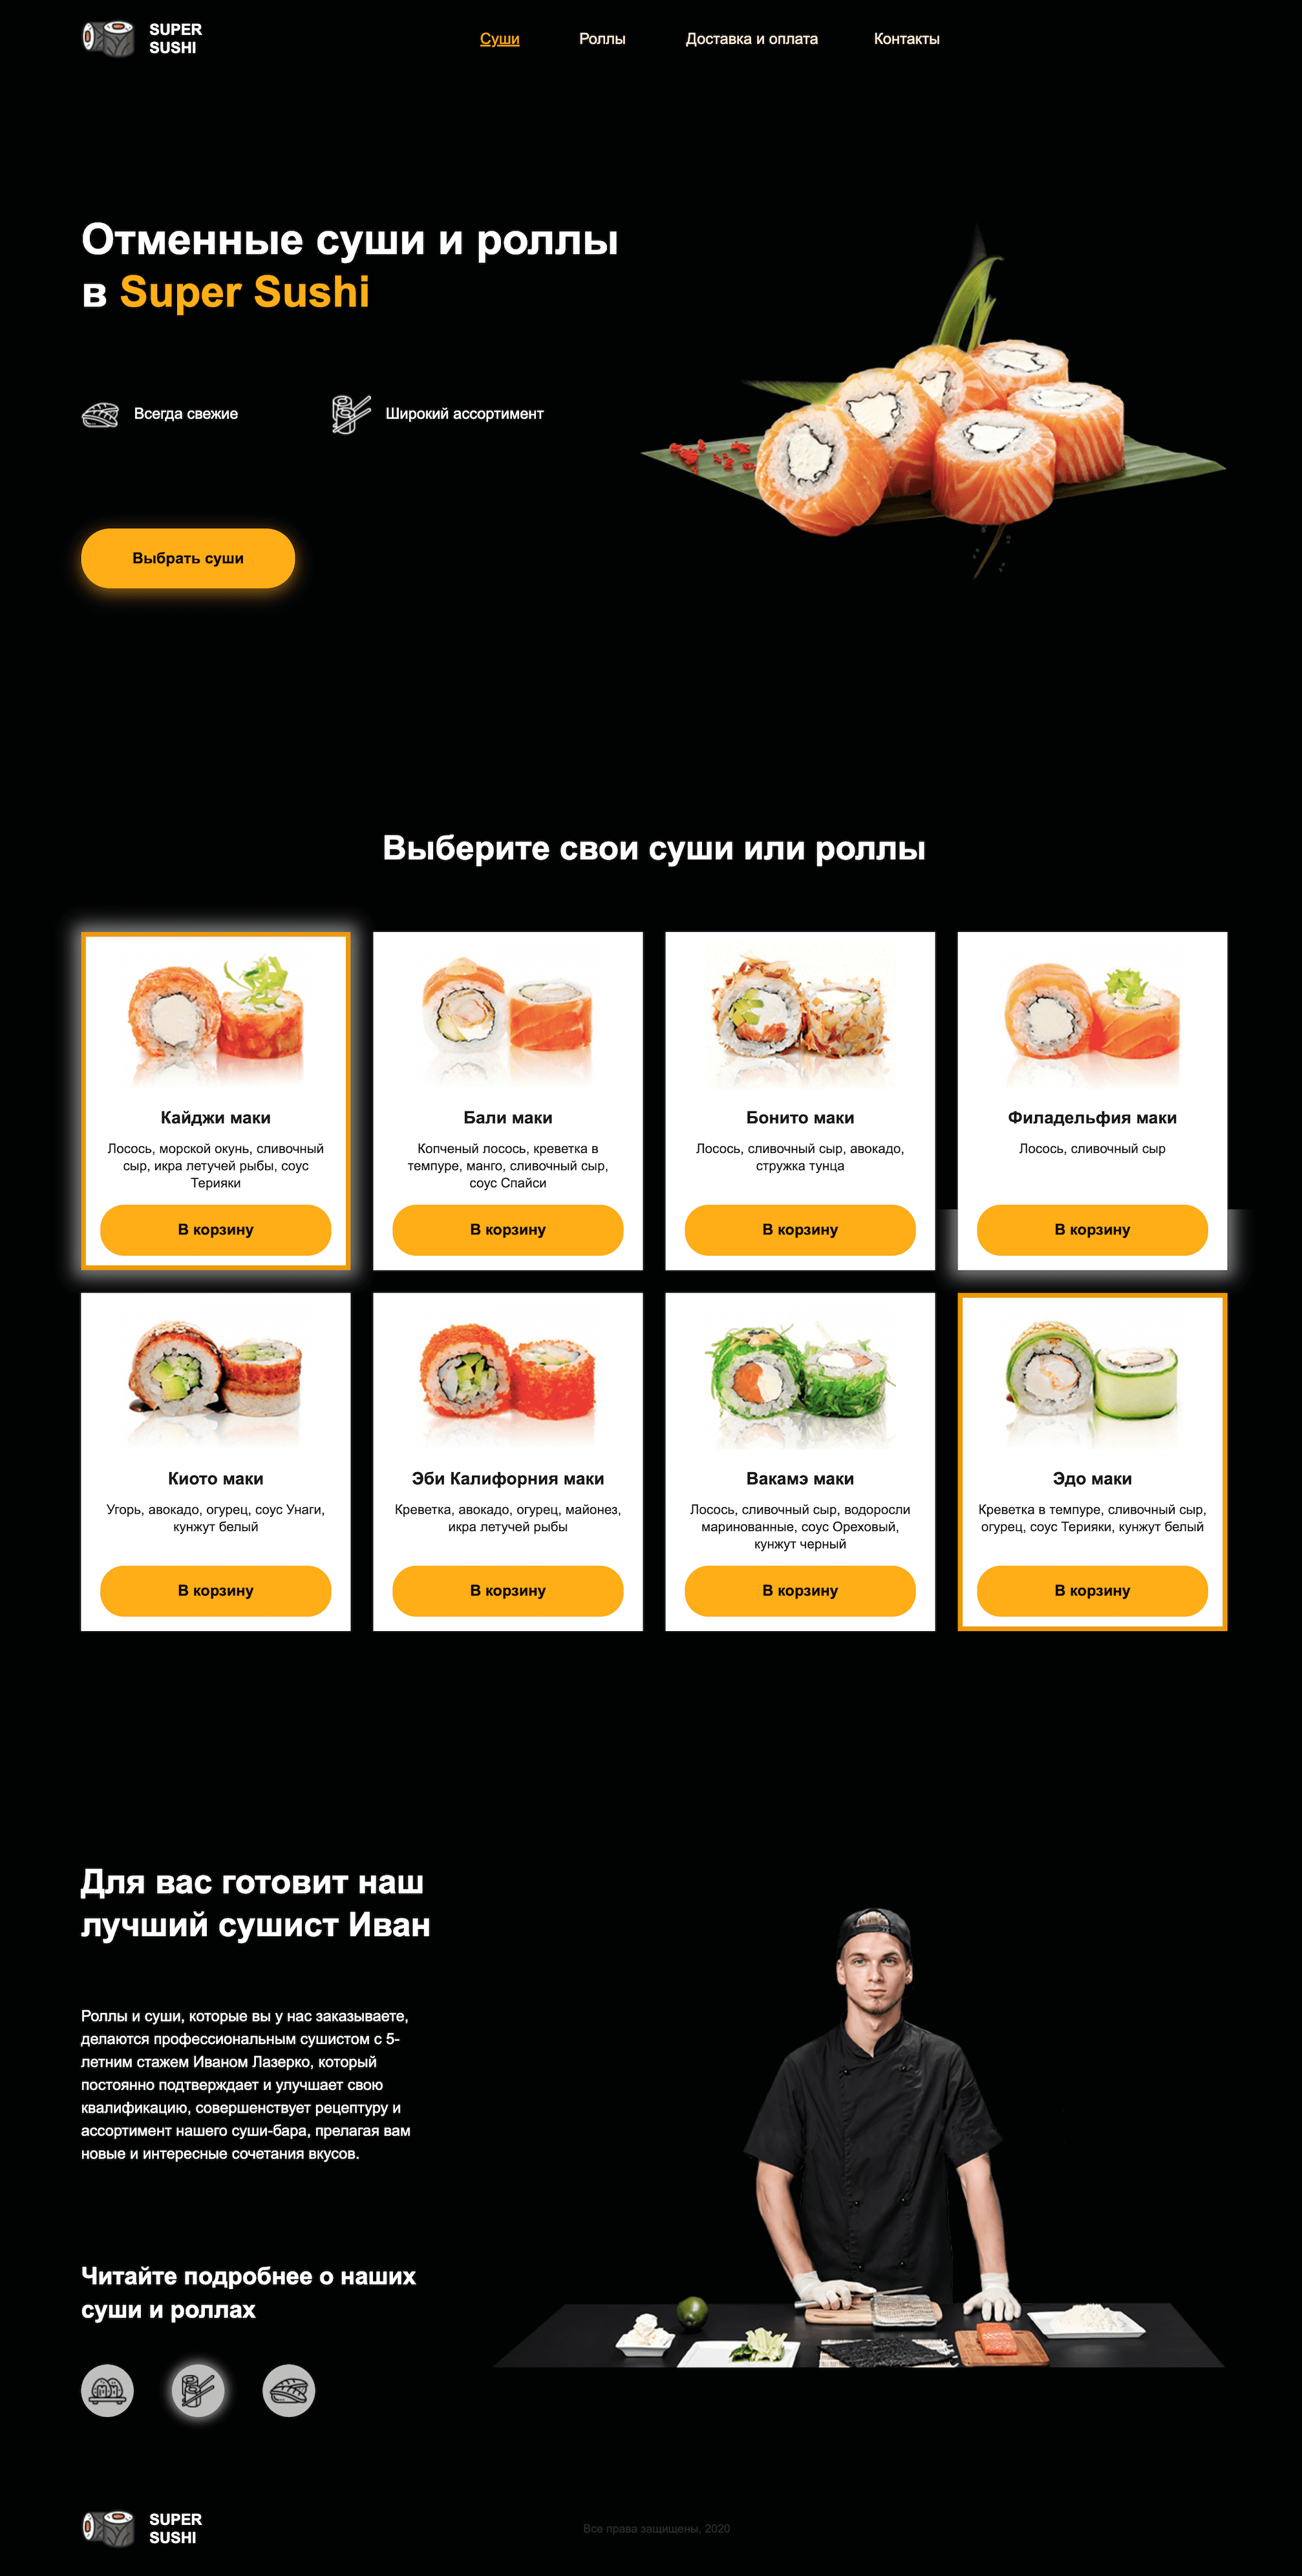 SUPER
SUSHI
Суши
Роллы
Доставка и оплата
Контакты
Отменные суши и роллы
в Super Sushi
Всегда свежие
Широкий ассортимент
Выбрать суши
Выберите свои суши или роллы
Кайджи маки
Лосось, морской окунь, сливочный
сыр, икра летучей рыбы, соус
Терияки
В корзину
Бали маки
Копченый лосось, креветка в
темпуре, манго, сливочный сыр,
соус Спайси
В корзину
Бонито маки
Лосось, сливочный сыр, авокадо,
стружка тунца
В корзину
Филадельфия маки
Лосось, сливочный сыр
В корзину
Киото маки
Угорь, авокадо, огурец, соус Унаги,
кунжут белый
В корзину
Эби Калифорния маки
Креветка, авокадо, огурец, майонез,
икра летучей рыбы
В корзину
Вакамэ маки
Лосось, сливочный сыр, водоросли
маринованные, соус Ореховый,
кунжут черный
В корзину
Эдо маки
Креветка в темпуре, сливочный сыр,
огурец, соус Терияки, кунжут белый
В корзину
Для вас готовит наш
лучший сушист Иван
Роллы и суши, которые вы у нас заказываете,
делаются профессиональным сушистом с 5-
летним стажем Иваном Лазерко, который
постоянно подтверждает и улучшает свою
квалификацию, совершенствует рецептуру и
ассортимент нашего суши-бара, прелагая вам
новые и интересные сочетания вкусов.
Читайте подробнее о наших
суши и роллах
SUPER
SUSHI
Все права защищены, 2020